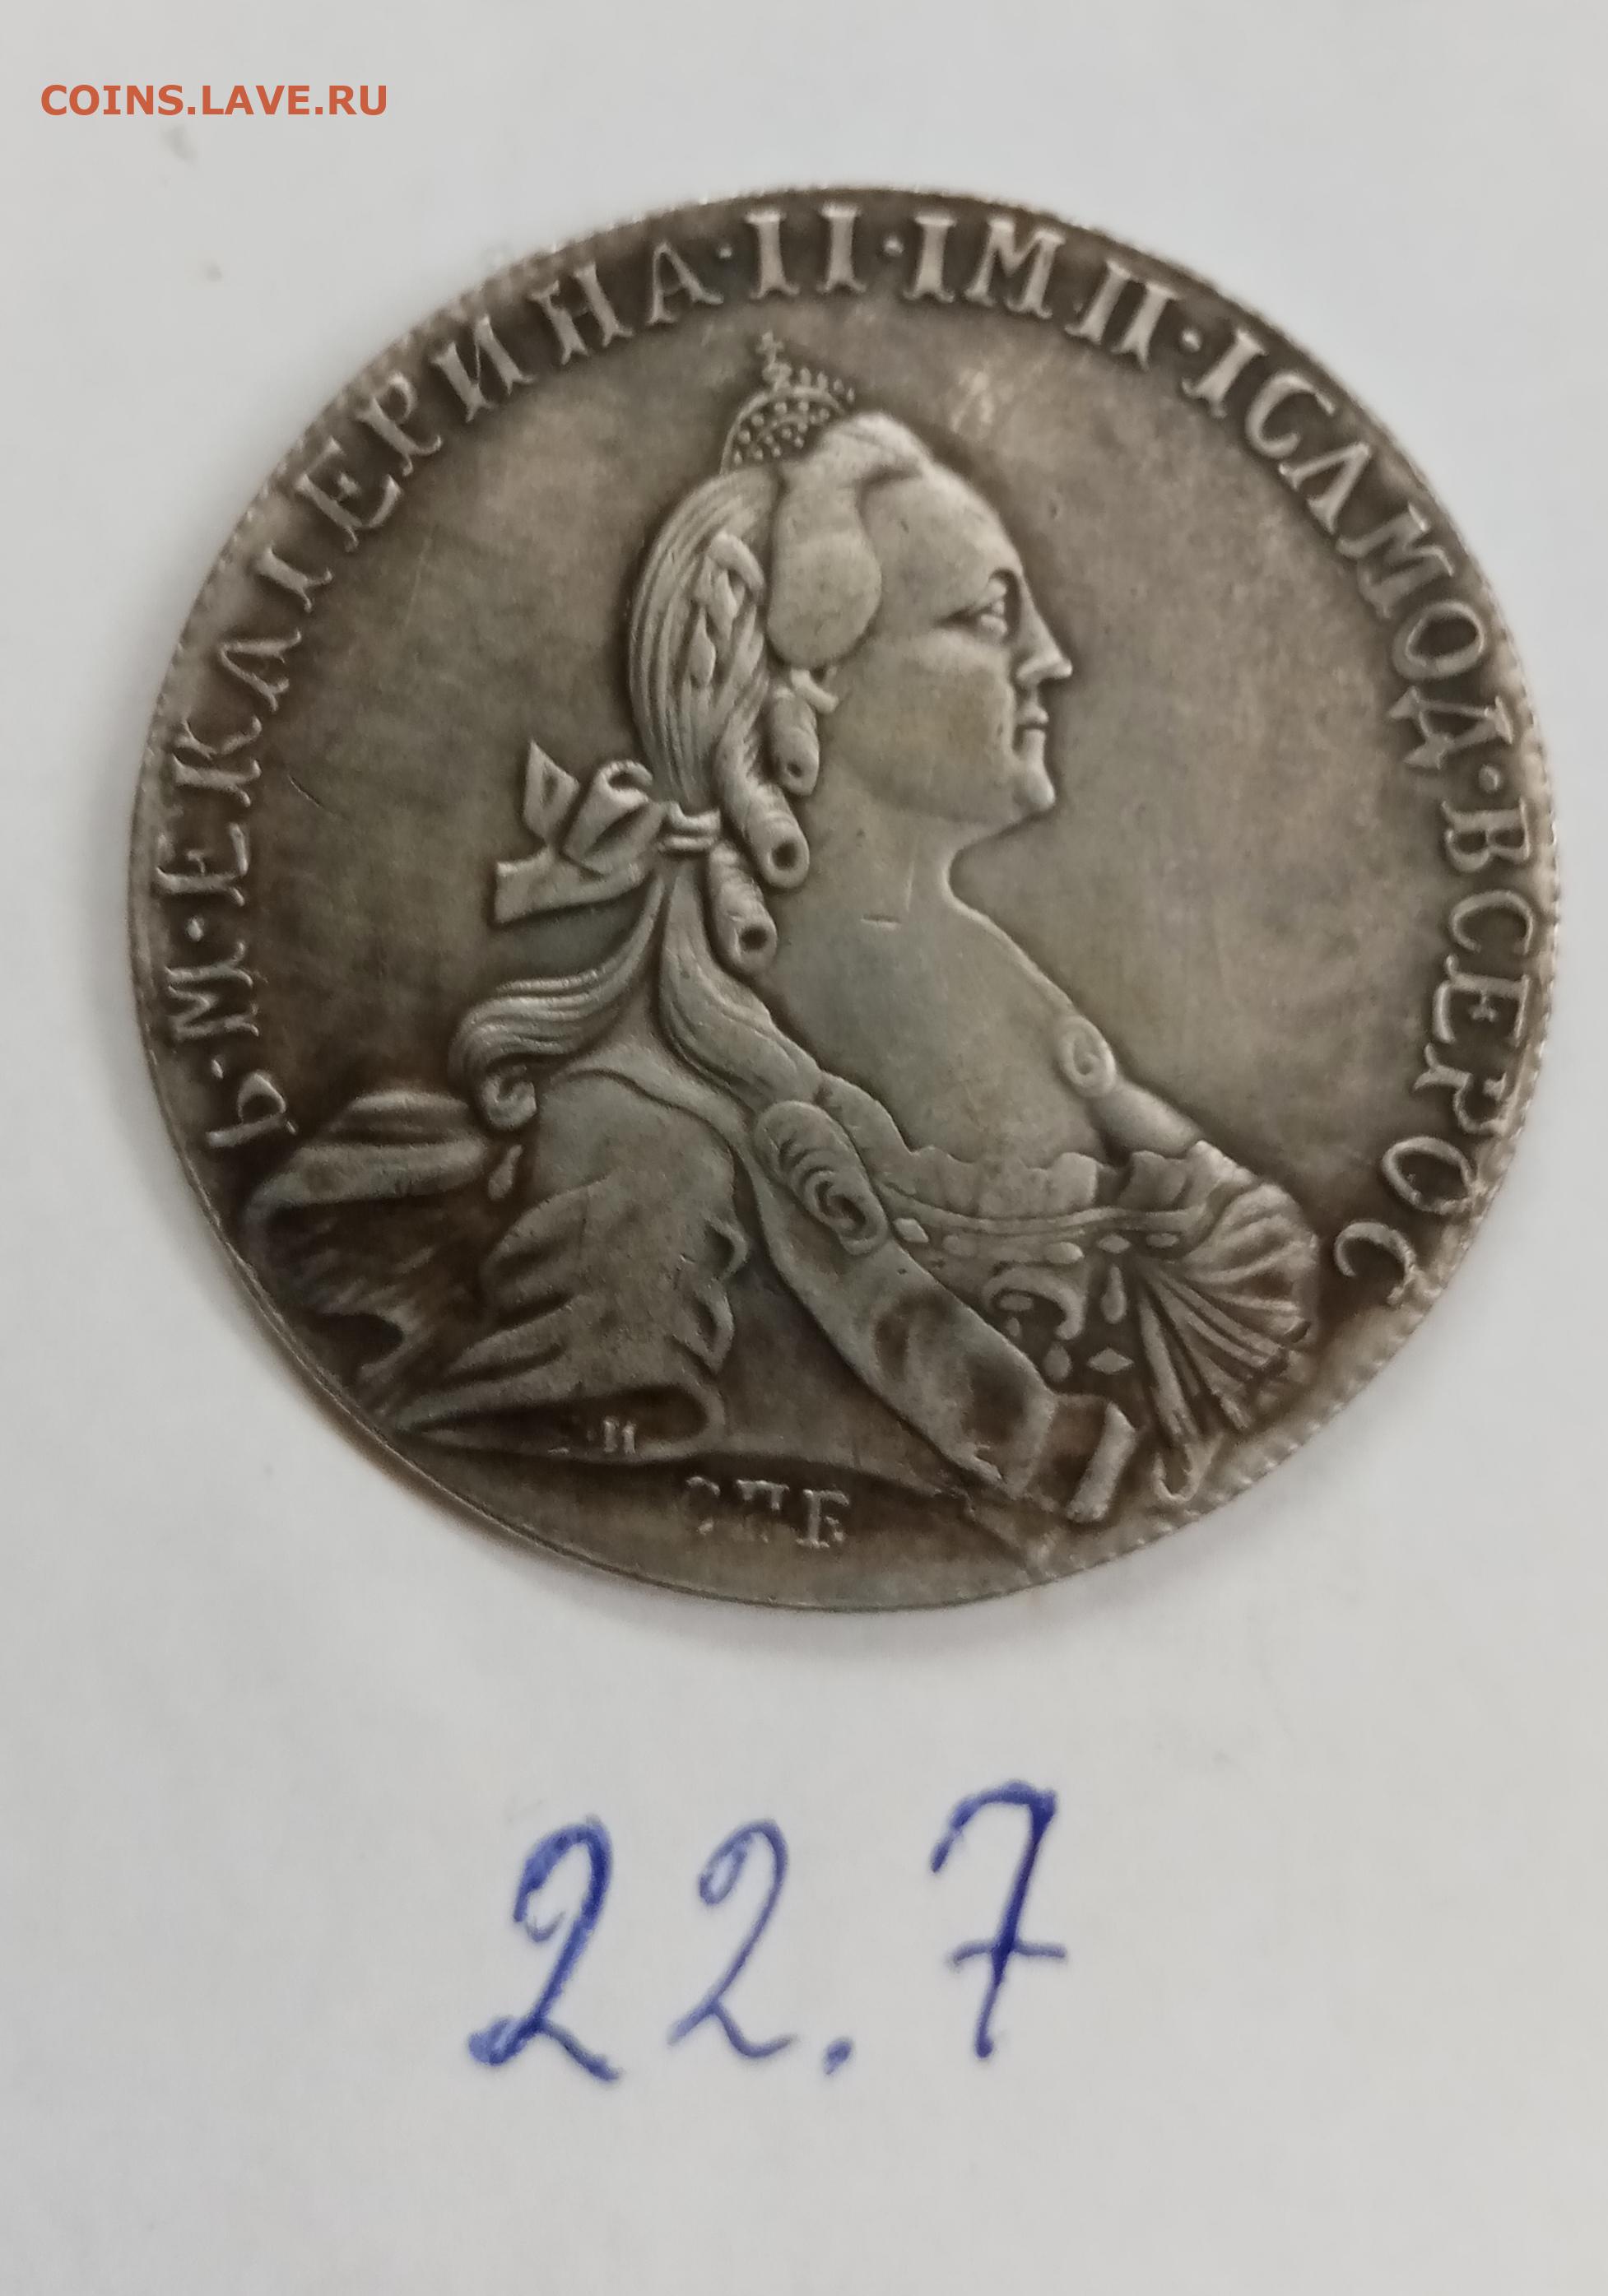 COINS.LAVE.RU
Б·М·ЕКАТЕРИНА·II·IМП·IСАМОД·ВСЕРОС
СПБ
22.7